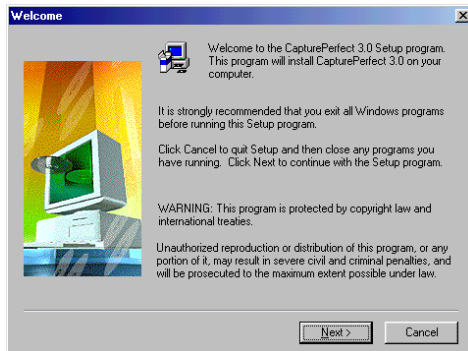 Welcome
Welcome to the CapturePerfect 3.0 Setup program.
This program will install CapturePerfect 3.0 on your
computer.
It is strongly recommended that you exit all Windows programs
before running this Setup program.
Click Cancel to quit Setup and then close any programs you
have running. Click Next to continue with the Setup program.
WARNING: This program is protected by copyright law and
international treaties.
Unauthorized reproduction or distribution of this program, or any
portion of it, may result in severe civil and criminal penalties, and
will be prosecuted to the maximum extent possible under law.
Next >
Cancel